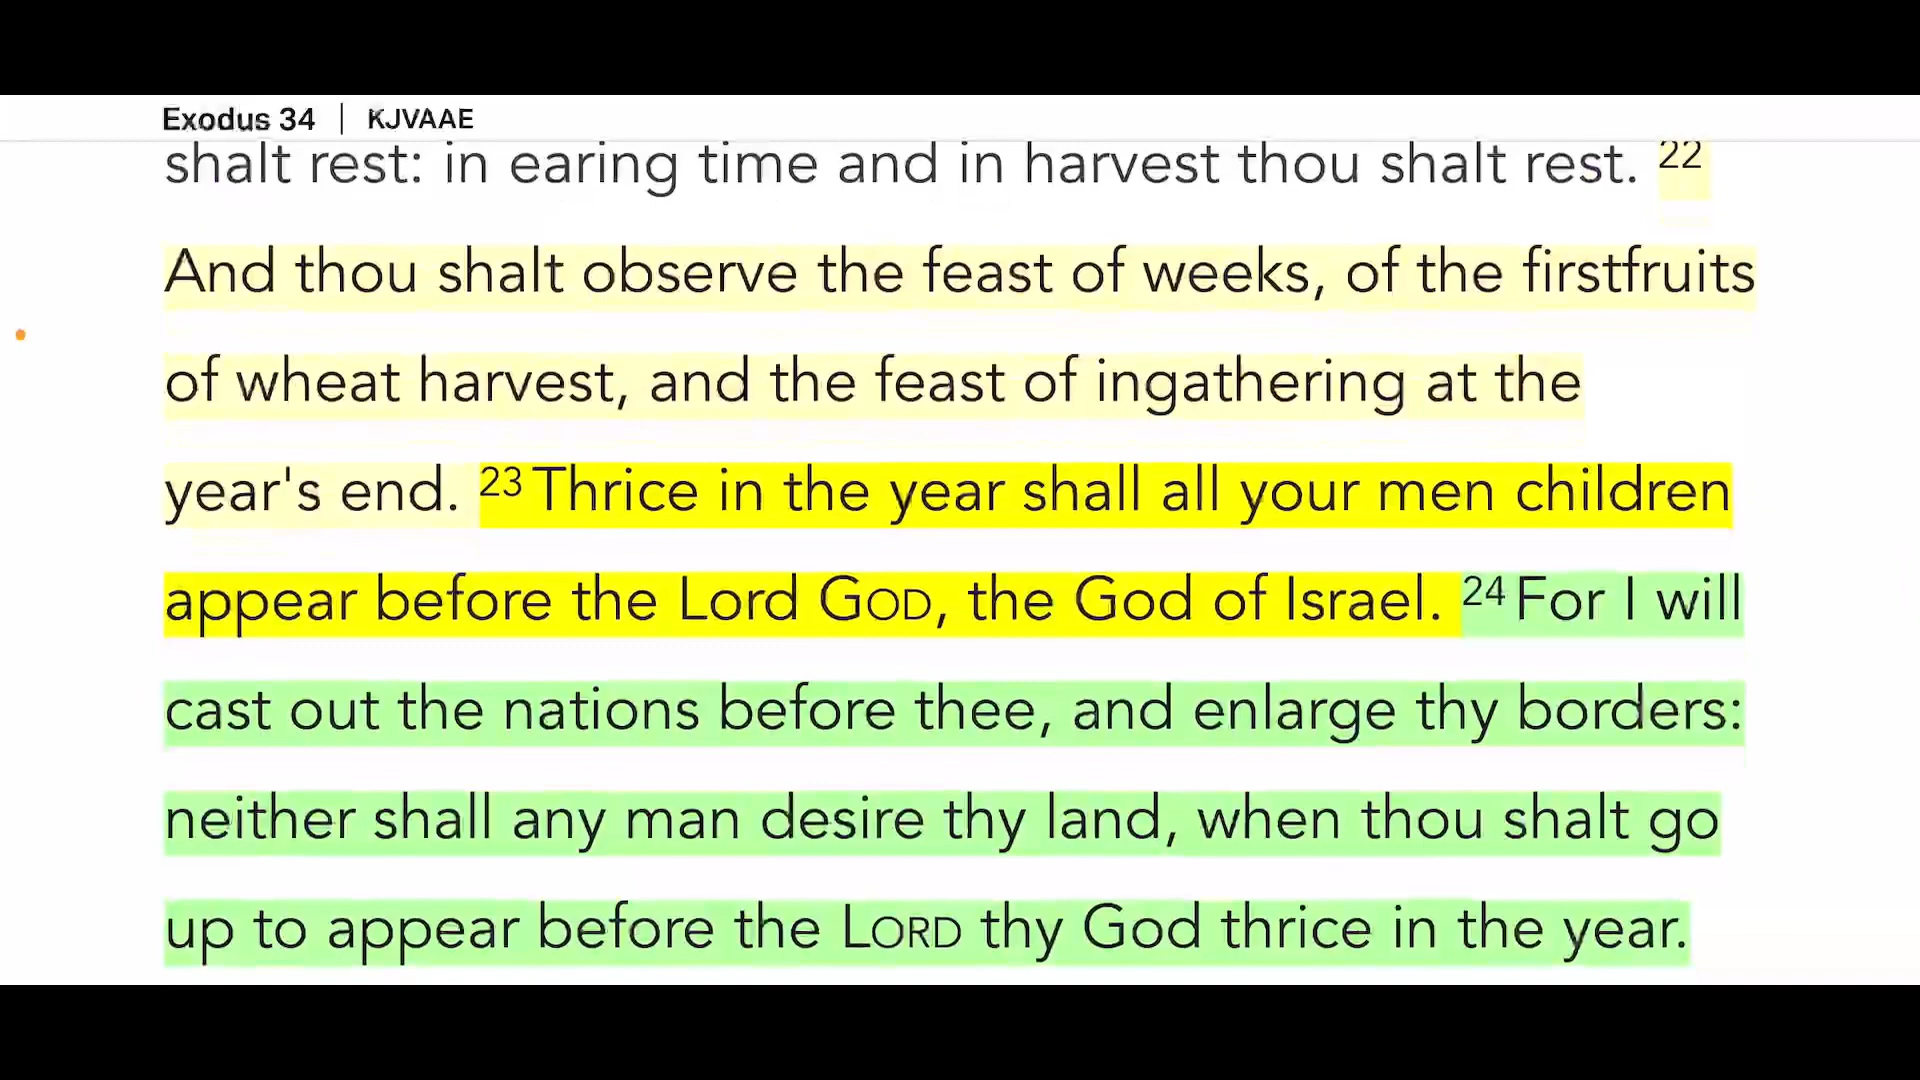 Exodus 34 | KJVAAE
shalt rest: in earing time and in harvest thou shalt rest. 22
And thou shalt observe the feast of weeks, of the firstfruits
of wheat harvest, and the feast of ingathering at the
year's end. 23 Thrice in the year shall all your men children
appear before the Lord GOD, the God of Israel. 24 For I will
cast out the nations before thee, and enlarge thy borders:
neither shall any man desire thy land, when thou shalt go
up to appear before the LORD thy God thrice in the year.